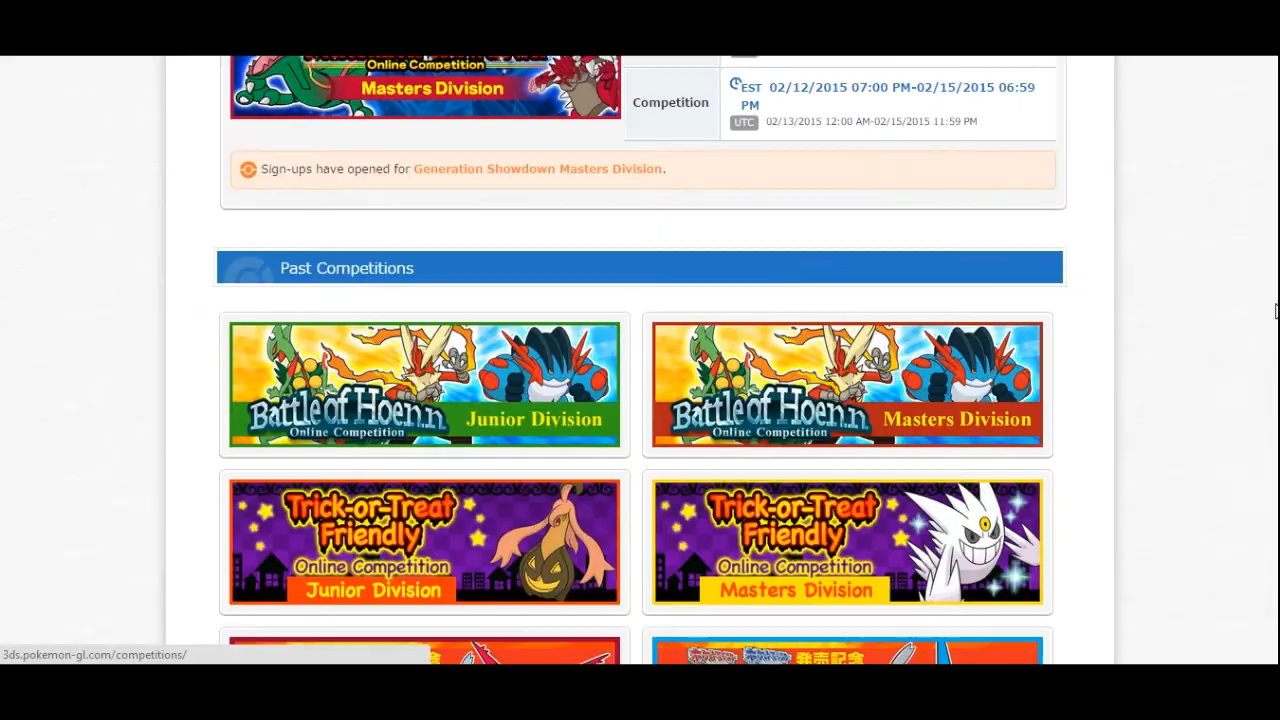 Online Competition
Masters Division
Competition
EST 02/12/2015 07:00 PM-02/15/2015 06:59
PM
UTC 02/13/2015 12:00 AM-02/15/2015 11:59 PM
Sign-ups have opened for Generation Showdown Masters Division.
Past Competitions
Battle of Hoenn
Online Competition
Junior Division
Battle of Hoenn
Online Competition
Masters Division
Trick-or-Treat
Friendly
Online Competition
Junior Division
Trick-or-Treat
Friendly
Online Competition
Masters Division
発売記念
3ds.pokemon-gl.com/competitions/